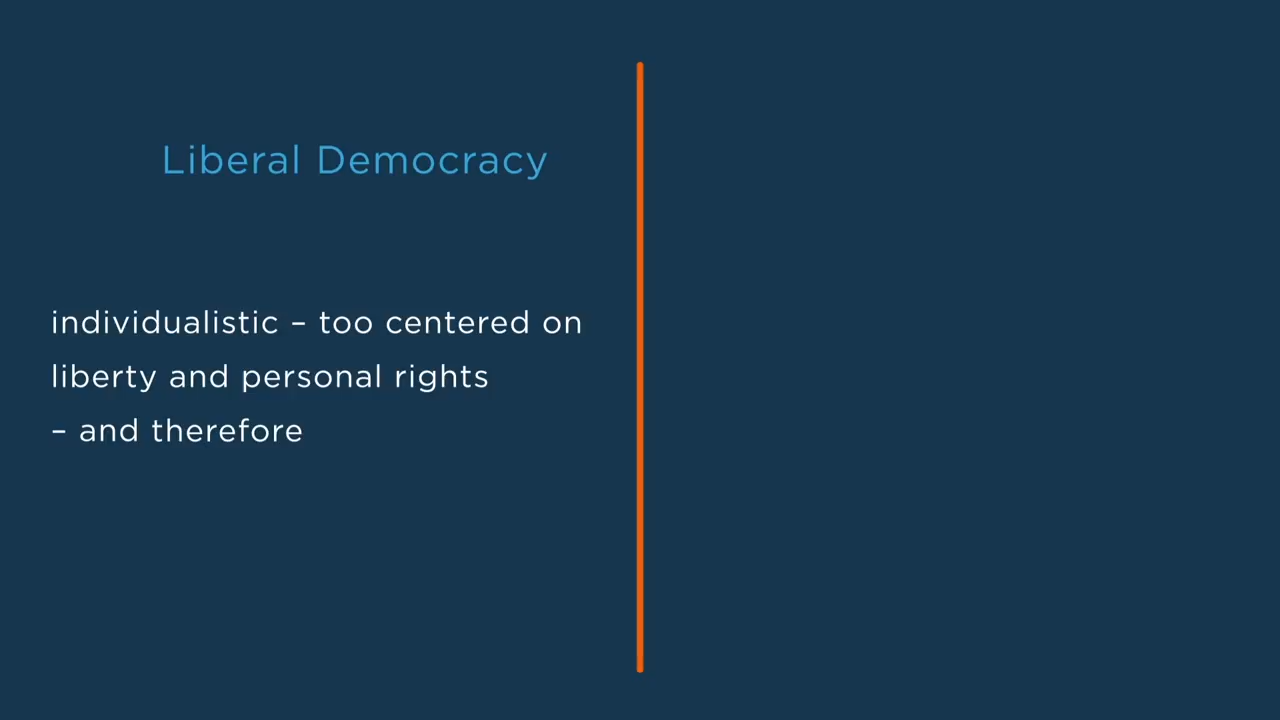 Liberal Democracy
individualistic – too centered on
liberty and personal rights
– and therefore